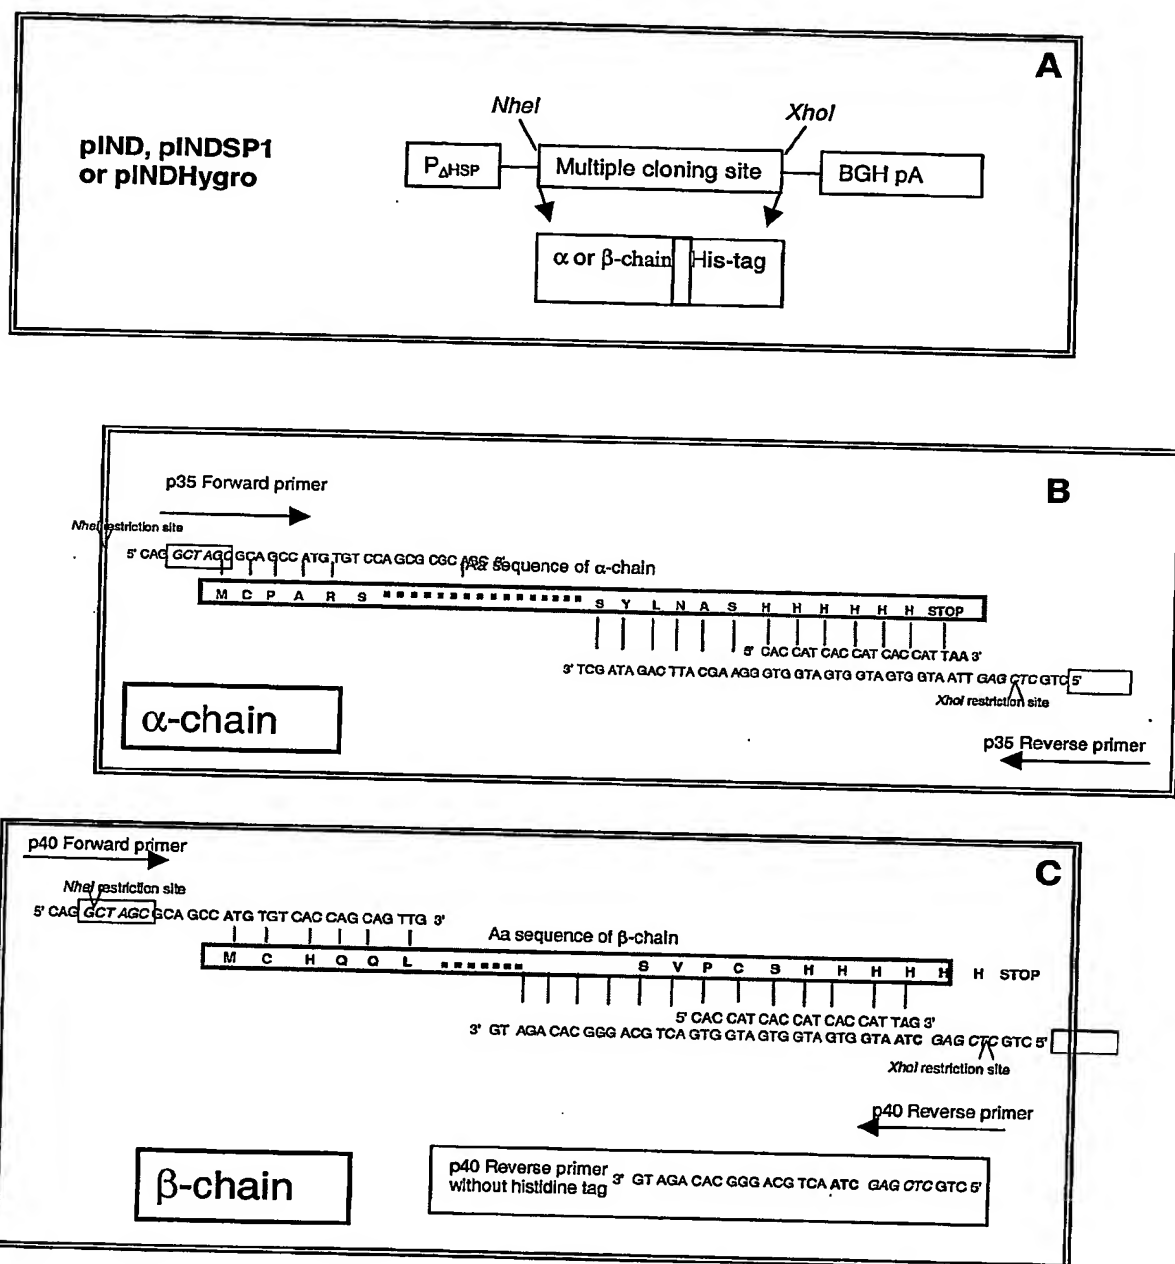 A
NheI
XhoI
pIND, pINDSP1
or pINDHygro
PΔHSP
Multiple cloning site
BGH pA
α or β-chain
His-tag
B
p35 Forward primer
NheI restriction site
5' CAG GCT AGC GCA GCC ATG TGT CCA GCG CGC
Aa sequence of α-chain
M C P A R S S Y L N A S H H H H H H STOP
5' CAC CAT CAC CAT CAC CAT TAA 3'
3' TCG ATA GAC TTA CGA AGG GTG GTA GTG GTA GTG GTA ATT GAG CTC GTC 5'
XhoI restriction site
α-chain
p35 Reverse primer
p40 Forward primer
C
NheI restriction site
5' CAG GCT AGC GCA GCC ATG TGT CAC CAG CAG TTG 3'
Aa sequence of β-chain
M C H Q Q L S V P C S H H H H H H STOP
5' CAC CAT CAC CAT CAC CAT TAG 3'
3' GT AGA CAC GGG ACG TCA GTG GTA GTG GTA GTG GTA ATC GAG CTC GTC 5'
XhoI restriction site
p40 Reverse primer
β-chain
p40 Reverse primer
without histidine tag
3' GT AGA CAC GGG ACG TCA ATC GAG CTC GTC 5'